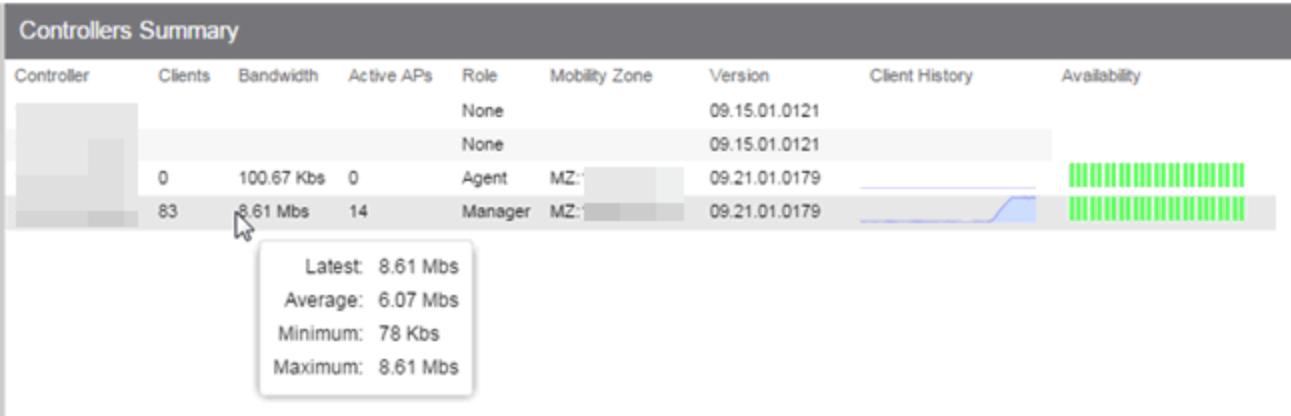 Controllers Summary
Controller Clients Bandwidth Active APs Role Mobility Zone Version Client History Availability
None 09.15.01.0121
None 09.15.01.0121
0 100.67 Kbs 0 Agent MZ: 09.21.01.0179
83 8.61 Mbs 14 Manager MZ: 09.21.01.0179
Latest: 8.61 Mbs
Average: 6.07 Mbs
Minimum: 78 Kbs
Maximum: 8.61 Mbs